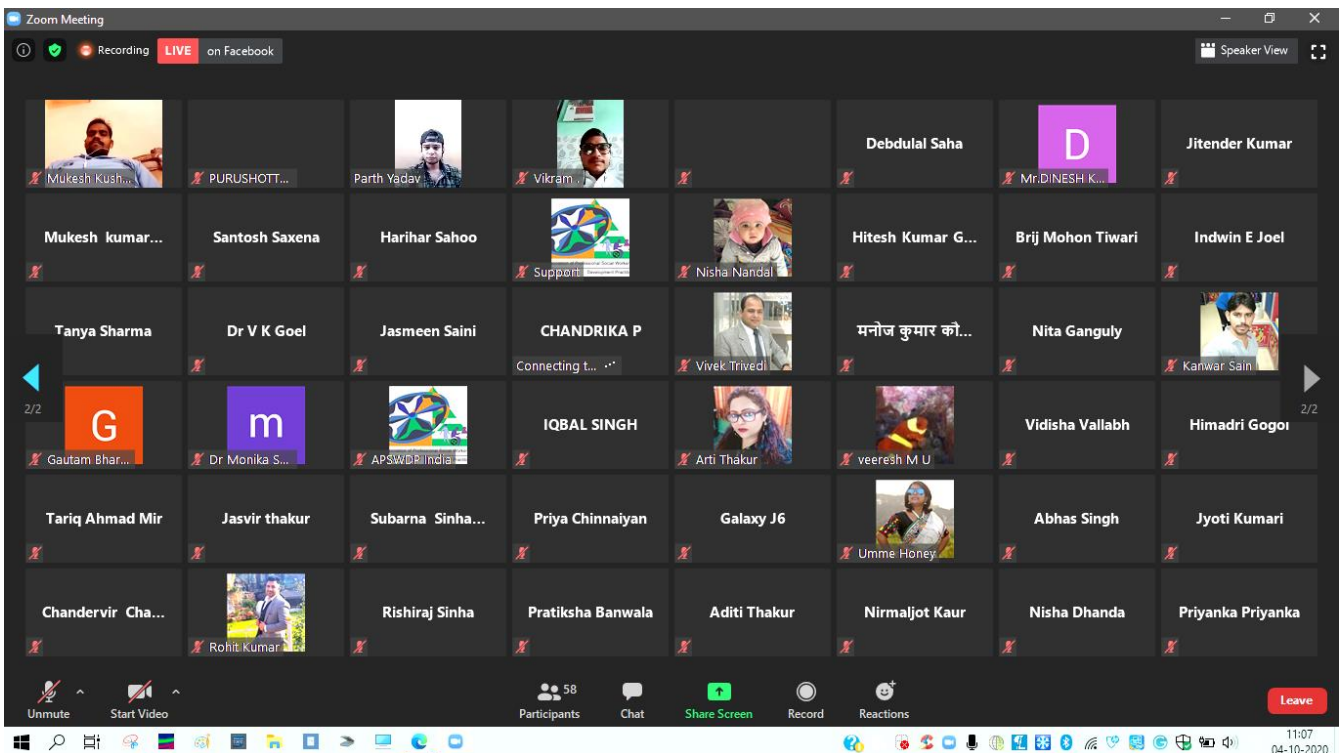 Zoom Meeting
Recording LIVE on Facebook
Speaker View
Mukesh Kush...
PURUSHOTT...
Parth Yadav
Vikram .
Debdulal Saha
D
Mr.DINESH K...
Jitender Kumar
Mukesh kumar...
Santosh Saxena
Harihar Sahoo
Support
Nisha Nandal
Hitesh Kumar G...
Brij Mohon Tiwari
Indwin E Joel
Tanya Sharma
Dr V K Goel
Jasmeen Saini
CHANDRIKA P
Connecting t...
Vivek Trivedi
मनोज कुमार कौ...
Nita Ganguly
Kanwar Sain
2/2
2/2
G
Gautam Bhar...
m
Dr Monika S...
APSWDP India
IQBAL SINGH
Arti Thakur
veeresh M U
Vidisha Vallabh
Himadri Gogoi
Tariq Ahmad Mir
Jasvir thakur
Subarna Sinha...
Priya Chinnaiyan
Galaxy J6
Umme Honey
Abhas Singh
Jyoti Kumari
Chandervir Cha...
Rohit Kumar
Rishiraj Sinha
Pratiksha Banwala
Aditi Thakur
Nirmaljot Kaur
Nisha Dhanda
Priyanka Priyanka
Unmute
Start Video
58
Participants
Chat
Share Screen
Record
Reactions
Leave
11:07
04-10-2020